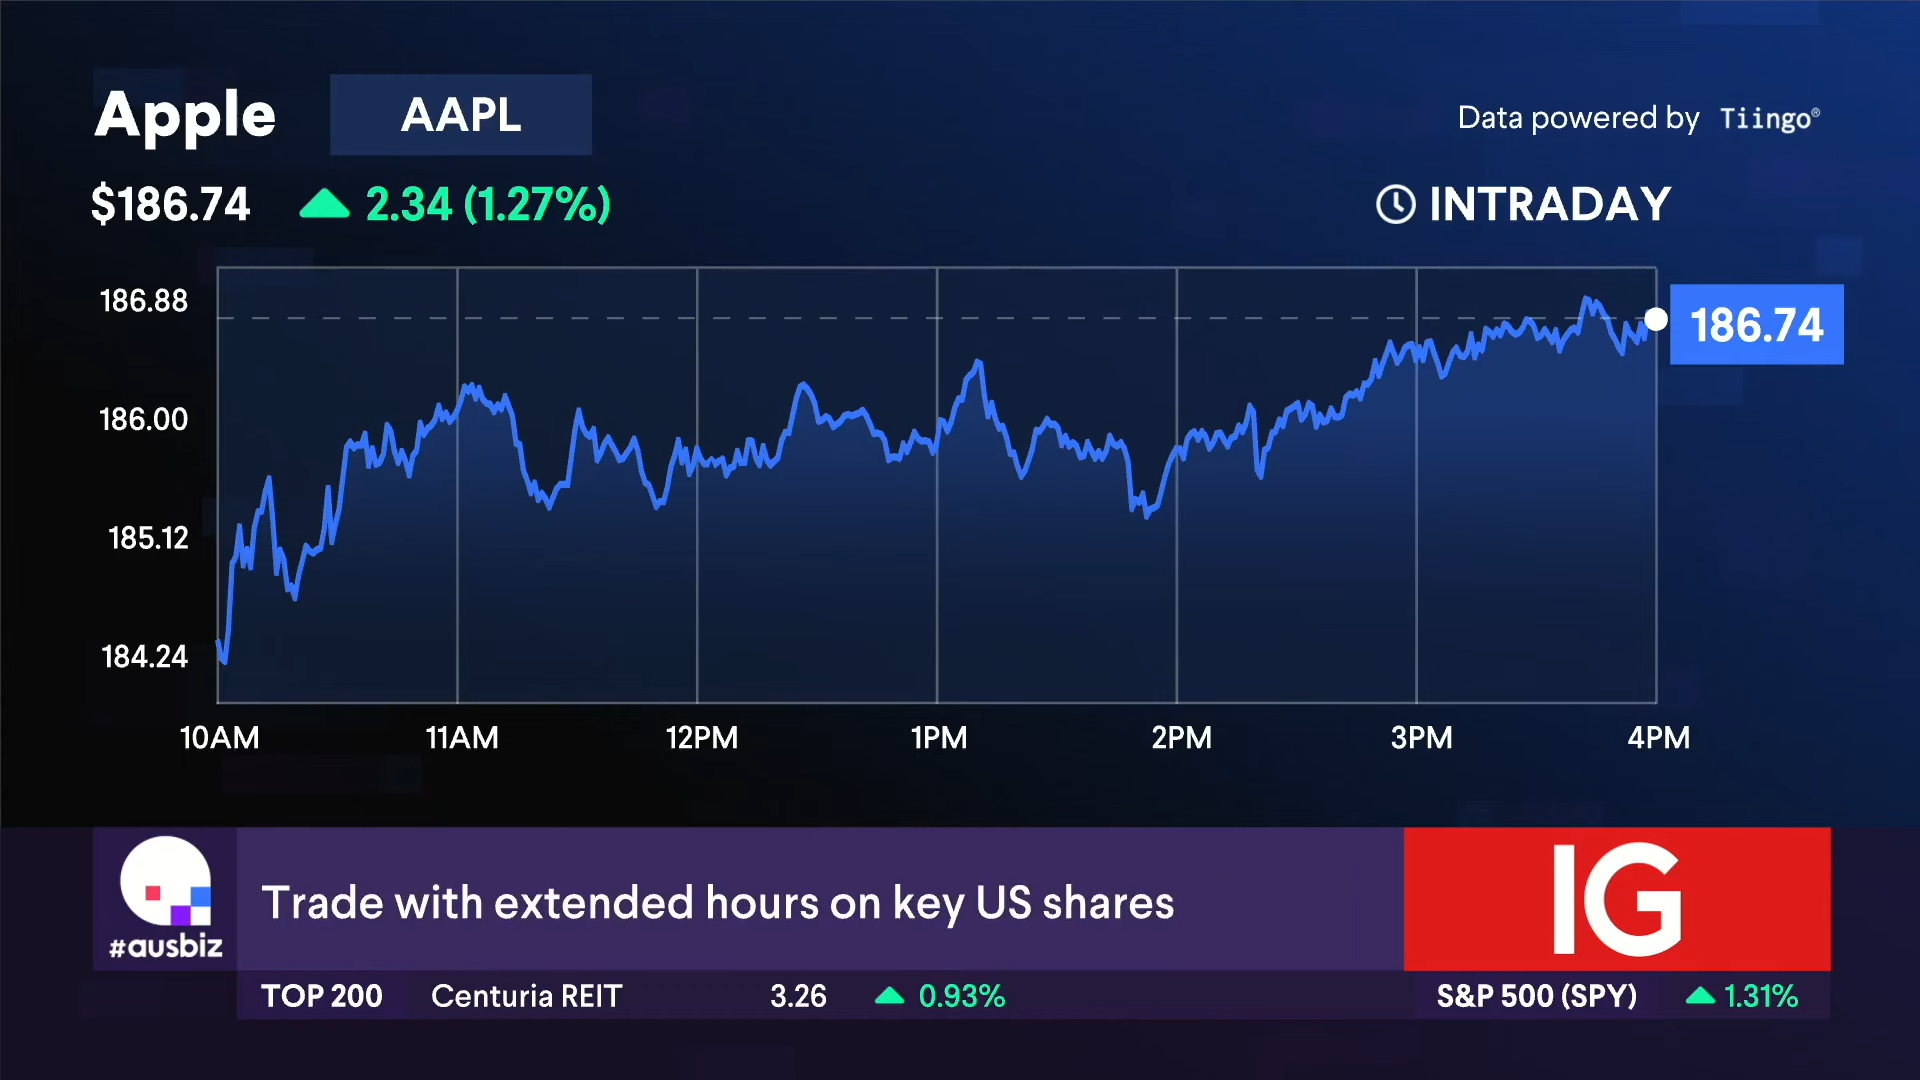 Apple AAPL
Data powered by Tiingo®
$186.74 2.34 (1.27%)
INTRADAY
186.88
186.00
185.12
184.24
186.74
10AM 11AM 12PM 1PM 2PM 3PM 4PM
#ausbiz
Trade with extended hours on key US shares
IG
TOP 200 Centuria REIT 3.26 0.93% S&P 500 (SPY) 1.31%